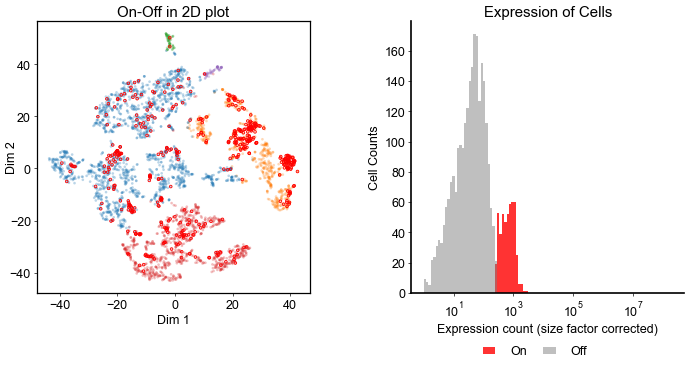 On-Off in 2D plot
Expression of Cells
Dim 2
40
20
0
−20
−40
−40 −20 0 20 40
Dim 1
Cell Counts
160
140
120
100
80
60
40
20
0
10^1 10^3 10^5 10^7
Expression count (size factor corrected)
On Off